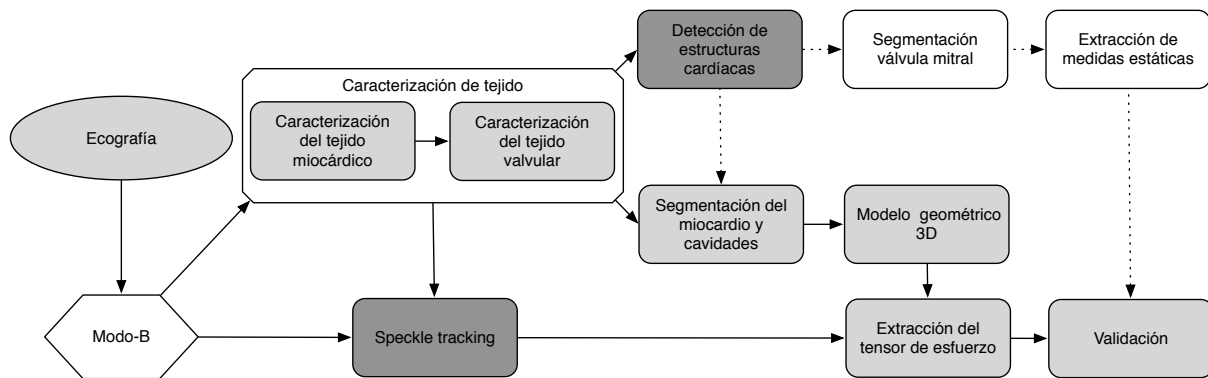 Detección de
estructuras
cardíacas
Segmentación
válvula mitral
Extracción de
medidas estáticas
Caracterización de tejido
Ecografía
Caracterización
del tejido
miocárdico
Caracterización
del tejido
valvular
Segmentación del
miocardio y
cavidades
Modelo geométrico
3D
Modo-B
Speckle tracking
Extracción del
tensor de esfuerzo
Validación